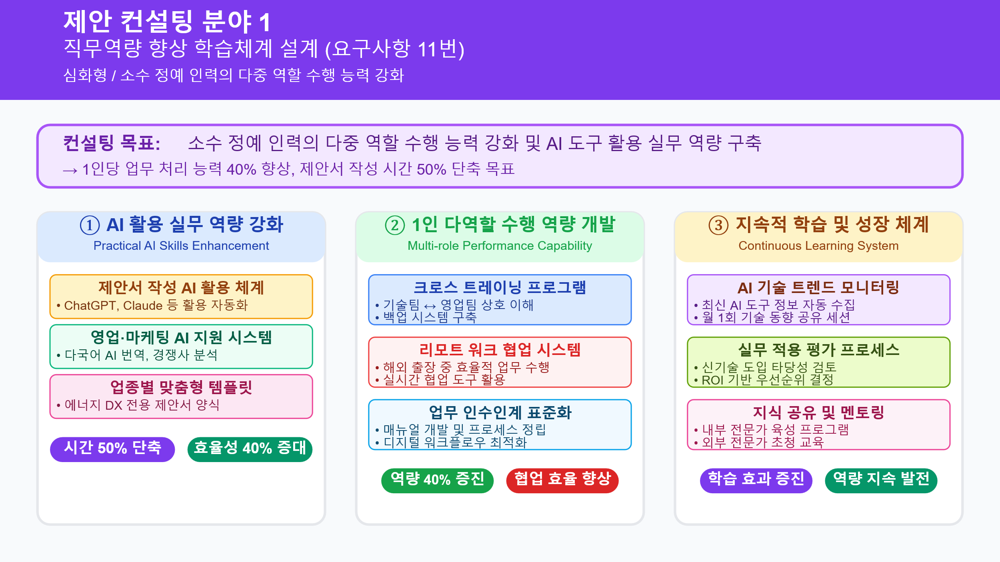 제안 컨설팅 분야 1
직무역량 향상 학습체계 설계 (요구사항 11번)
심화형 / 소수 정예 인력의 다중 역할 수행 능력 강화
컨설팅 목표: 소수 정예 인력의 다중 역할 수행 능력 강화 및 AI 도구 활용 실무 역량 구축
→ 1인당 업무 처리 능력 40% 향상, 제안서 작성 시간 50% 단축 목표
① AI 활용 실무 역량 강화
Practical AI Skills Enhancement
제안서 작성 AI 활용 체계
• ChatGPT, Claude 등 활용 자동화
영업·마케팅 AI 지원 시스템
• 다국어 AI 번역, 경쟁사 분석
업종별 맞춤형 템플릿
• 에너지 DX 전용 제안서 양식
시간 50% 단축
효율성 40% 증대
② 1인 다역할 수행 역량 개발
Multi-role Performance Capability
크로스 트레이닝 프로그램
• 기술팀 ↔ 영업팀 상호 이해
• 백업 시스템 구축
리모트 워크 협업 시스템
• 해외 출장 중 효율적 업무 수행
• 실시간 협업 도구 활용
업무 인수인계 표준화
• 매뉴얼 개발 및 프로세스 정립
• 디지털 워크플로우 최적화
역량 40% 증진
협업 효율 향상
③ 지속적 학습 및 성장 체계
Continuous Learning System
AI 기술 트렌드 모니터링
• 최신 AI 도구 정보 자동 수집
• 월 1회 기술 동향 공유 세션
실무 적용 평가 프로세스
• 신기술 도입 타당성 검토
• ROI 기반 우선순위 결정
지식 공유 및 멘토링
• 내부 전문가 육성 프로그램
• 외부 전문가 초청 교육
학습 효과 증진
역량 지속 발전